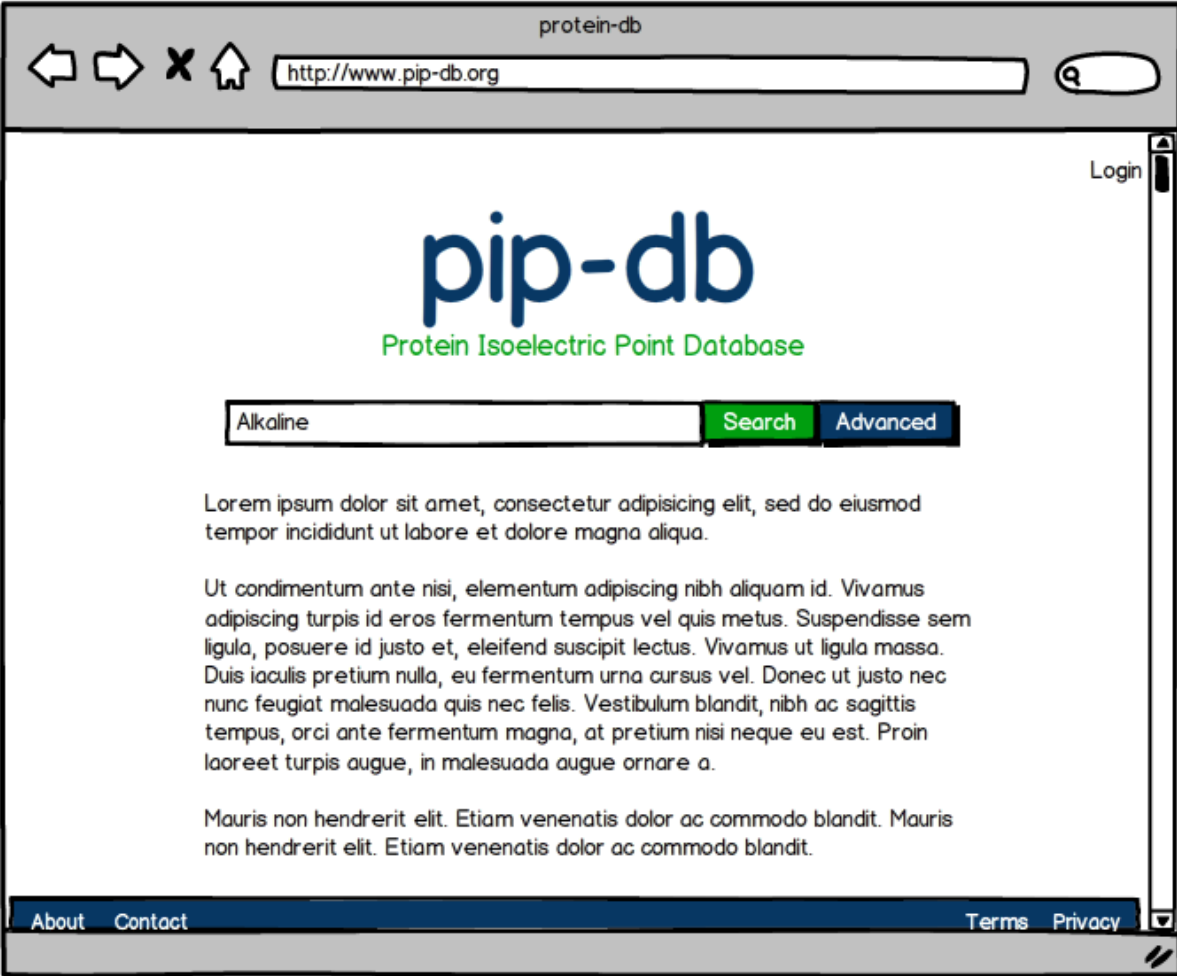 protein-db
http://www.pip-db.org
Login
pip-db
Protein Isoelectric Point Database
Alkaline
Search
Advanced
Lorem ipsum dolor sit amet, consectetur adipisicing elit, sed do eiusmod
tempor incididunt ut labore et dolore magna aliqua.
Ut condimentum ante nisi, elementum adipiscing nibh aliquam id. Vivamus
adipiscing turpis id eros fermentum tempus vel quis metus. Suspendisse sem
ligula, posuere id justo et, eleifend suscipit lectus. Vivamus ut ligula massa.
Duis iaculis pretium nulla, eu fermentum urna cursus vel. Donec ut justo nec
nunc feugiat malesuada quis nec felis. Vestibulum blandit, nibh ac sagittis
tempus, orci ante fermentum magna, at pretium nisi neque eu est. Proin
laoreet turpis augue, in malesuada augue ornare a.
Mauris non hendrerit elit. Etiam venenatis dolor ac commodo blandit. Mauris
non hendrerit elit. Etiam venenatis dolor ac commodo blandit.
About
Contact
Terms
Privacy